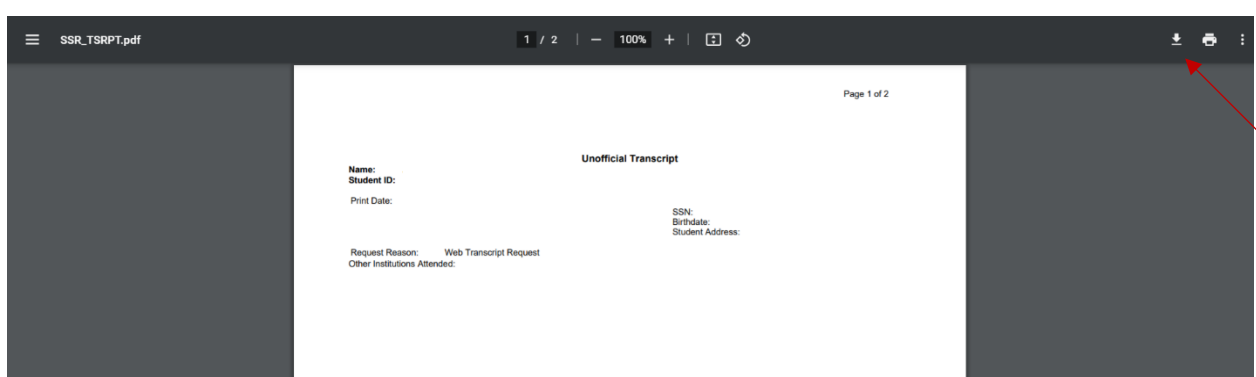 SSR_TSRPT.pdf 1 / 2 100%
Page 1 of 2
Unofficial Transcript
Name:
Student ID:
Print Date:
SSN:
Birthdate:
Student Address:
Request Reason: Web Transcript Request
Other Institutions Attended: